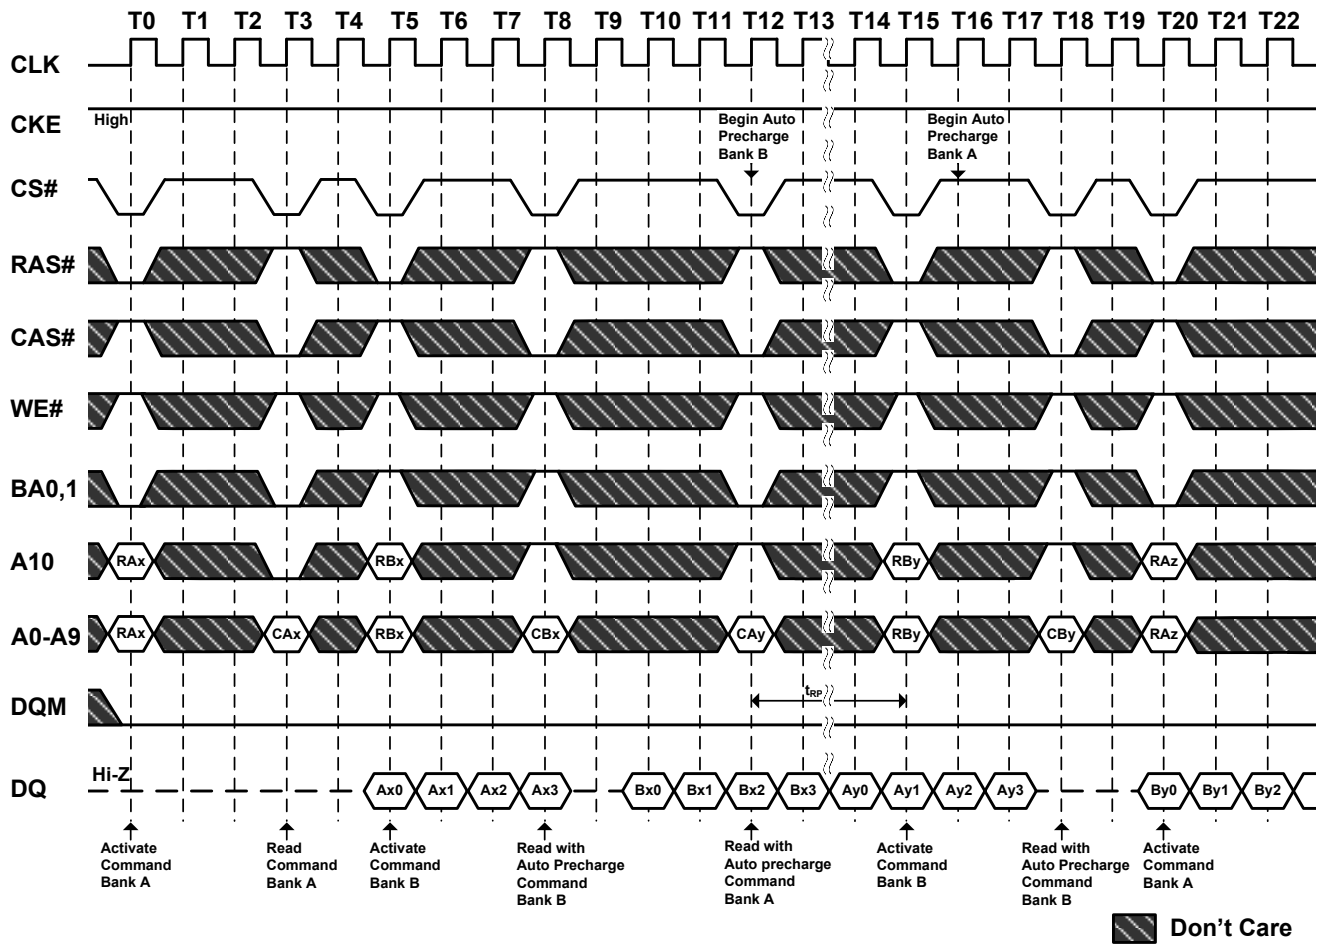 T0 T1 T2 T3 T4 T5 T6 T7 T8 T9 T10 T11 T12 T13 T14 T15 T16 T17 T18 T19 T20 T21 T22
CLK
CKE
High
Begin Auto
Precharge
Bank B
Begin Auto
Precharge
Bank A
CS#
RAS#
CAS#
WE#
BA0,1
A10
RAx RBx RBy RAz
A0-A9
RAx CAx RBx CBx CAy RBy CBy RAz
DQM
tRP
DQ
Hi-Z
Ax0 Ax1 Ax2 Ax3 Bx0 Bx1 Bx2 Bx3 Ay0 Ay1 Ay2 Ay3 By0 By1 By2
Activate
Command
Bank A
Read
Command
Bank A
Activate
Command
Bank B
Read with
Auto Precharge
Command
Bank B
Read with
Auto precharge
Command
Bank A
Activate
Command
Bank B
Read with
Auto Precharge
Command
Bank B
Activate
Command
Bank A
Don't Care